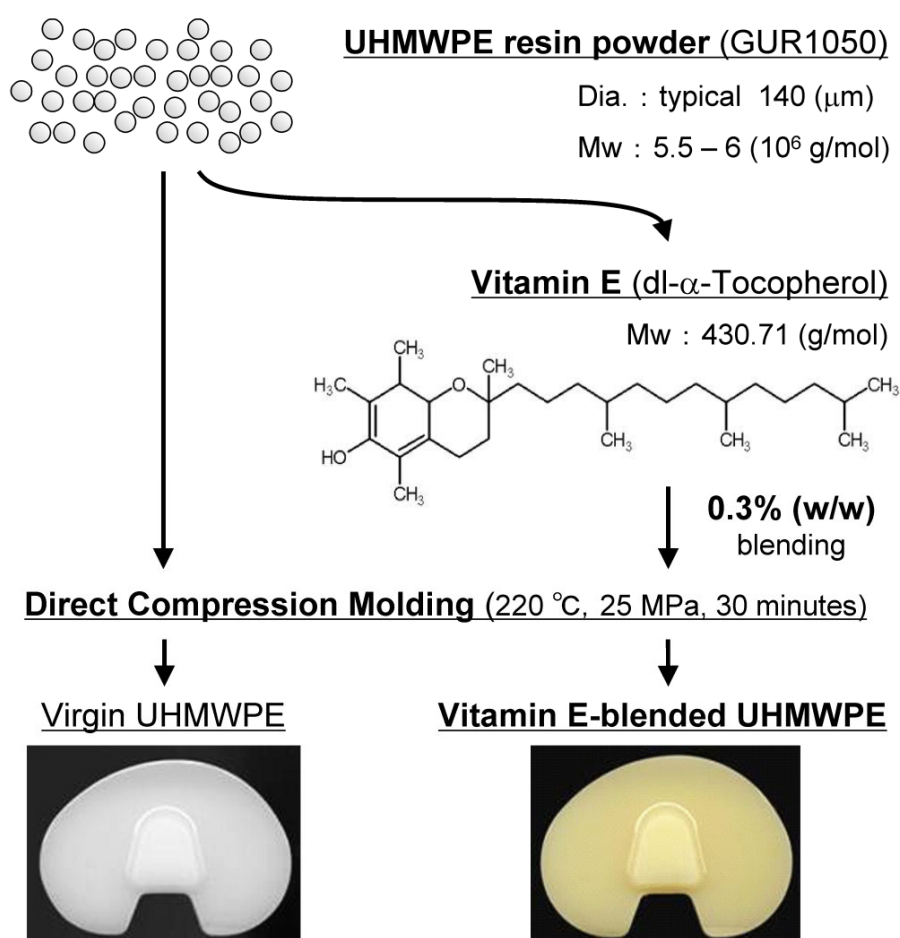 UHMWPE resin powder (GUR1050)
Dia. : typical 140 (μm)
Mw : 5.5 – 6 (10⁶ g/mol)
Vitamin E (dl-α-Tocopherol)
Mw : 430.71 (g/mol)
CH₃
CH₃
H₃C
O
CH₃
HO
CH₃
CH₃
CH₃
CH₃
0.3% (w/w)
blending
Direct Compression Molding (220 ℃, 25 MPa, 30 minutes)
Virgin UHMWPE
Vitamin E-blended UHMWPE